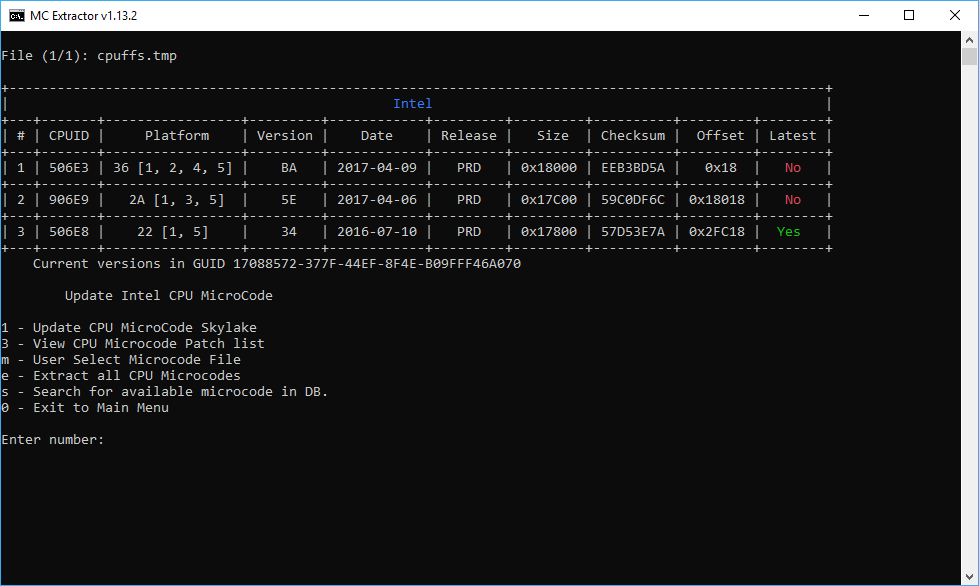 MC Extractor v1.13.2
File (1/1): cpuffs.tmp
Intel
| # | CPUID | Platform | Version | Date | Release | Size | Checksum | Offset | Latest |
| 1 | 506E3 | 36 [1, 2, 4, 5] | BA | 2017-04-09 | PRD | 0x18000 | EEB3BD5A | 0x18 | No |
| 2 | 906E9 | 2A [1, 3, 5] | 5E | 2017-04-06 | PRD | 0x17C00 | 59C0DF6C | 0x18018 | No |
| 3 | 506E8 | 22 [1, 5] | 34 | 2016-07-10 | PRD | 0x17800 | 57D53E7A | 0x2FC18 | Yes |
Current versions in GUID 17088572-377F-44EF-8F4E-B09FFF46A070
Update Intel CPU MicroCode
1 - Update CPU MicroCode Skylake
3 - View CPU Microcode Patch list
m - User Select Microcode File
e - Extract all CPU Microcodes
s - Search for available microcode in DB.
0 - Exit to Main Menu
Enter number: